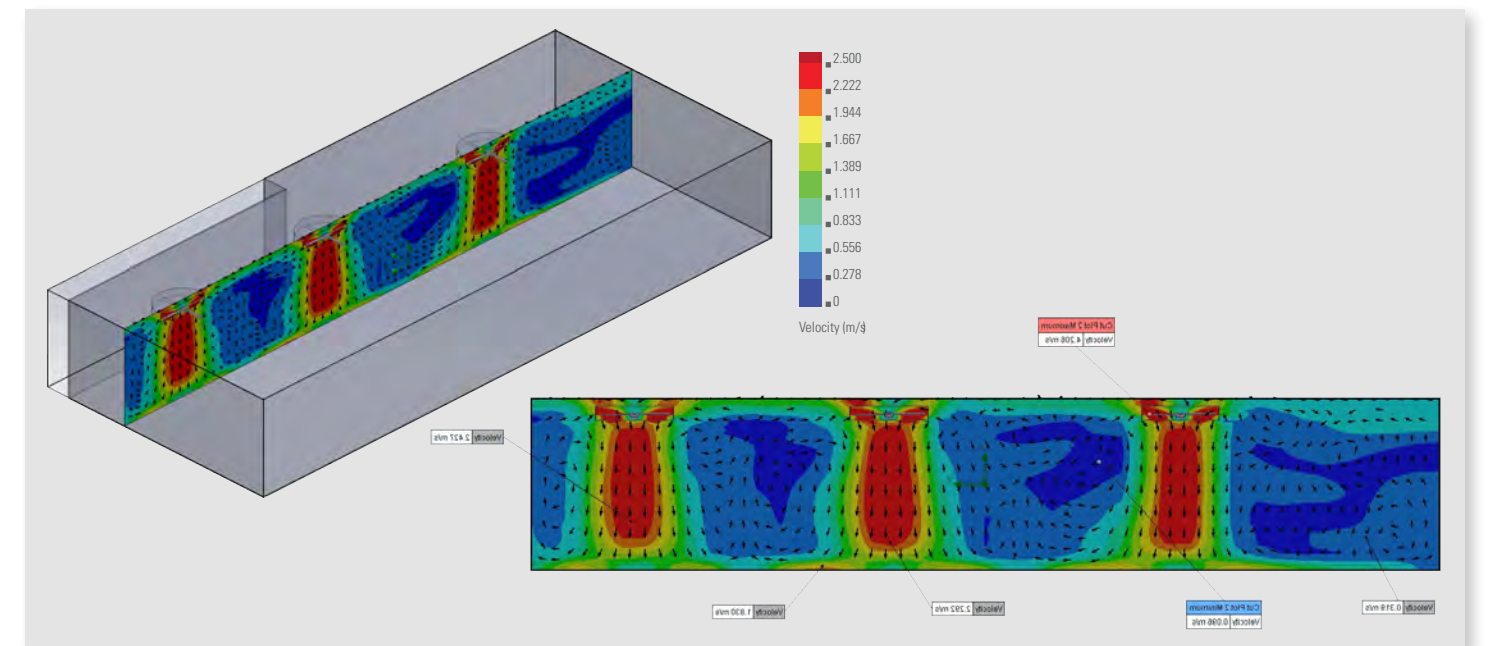 2.500
2.222
1.944
1.667
1.389
1.111
0.833
0.556
0.278
0
Velocity (m/s)
Cut Plot 2 Maximum
Velocity 4.206 m/s
Velocity 2.427 m/s
Velocity 1.830 m/s
Velocity 2.292 m/s
Cut Plot 2 Minimum
Velocity 0.096 m/s
Velocity 0.319 m/s